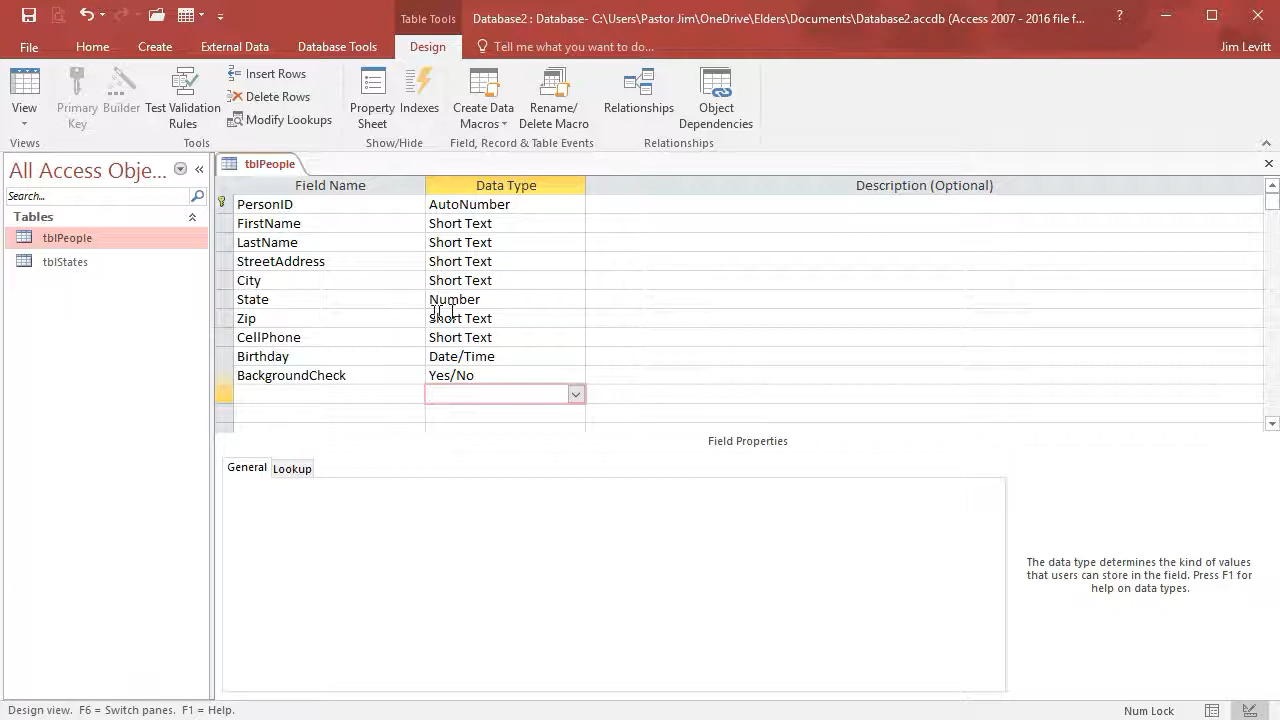 Table Tools
Database2 : Database- C:\Users\Pastor Jim\OneDrive\Elders\Documents\Database2.accdb (Access 2007 - 2016 file f...
?
File
Home
Create
External Data
Database Tools
Design
Tell me what you want to do...
Jim Levitt
View
Primary Key
Builder
Test Validation Rules
Insert Rows
Delete Rows
Modify Lookups
Property Sheet
Indexes
Create Data Macros
Rename/ Delete Macro
Relationships
Object Dependencies
Views
Tools
Show/Hide
Field, Record & Table Events
Relationships
All Access Obje...
Search...
Tables
tblPeople
tblStates
tblPeople
Field Name
Data Type
Description (Optional)
PersonID AutoNumber
FirstName Short Text
LastName Short Text
StreetAddress Short Text
City Short Text
State Number
Zip Short Text
CellPhone Short Text
Birthday Date/Time
BackgroundCheck Yes/No
Field Properties
General
Lookup
The data type determines the kind of values
that users can store in the field. Press F1 for
help on data types.
Design view. F6 = Switch panes. F1 = Help.
Num Lock